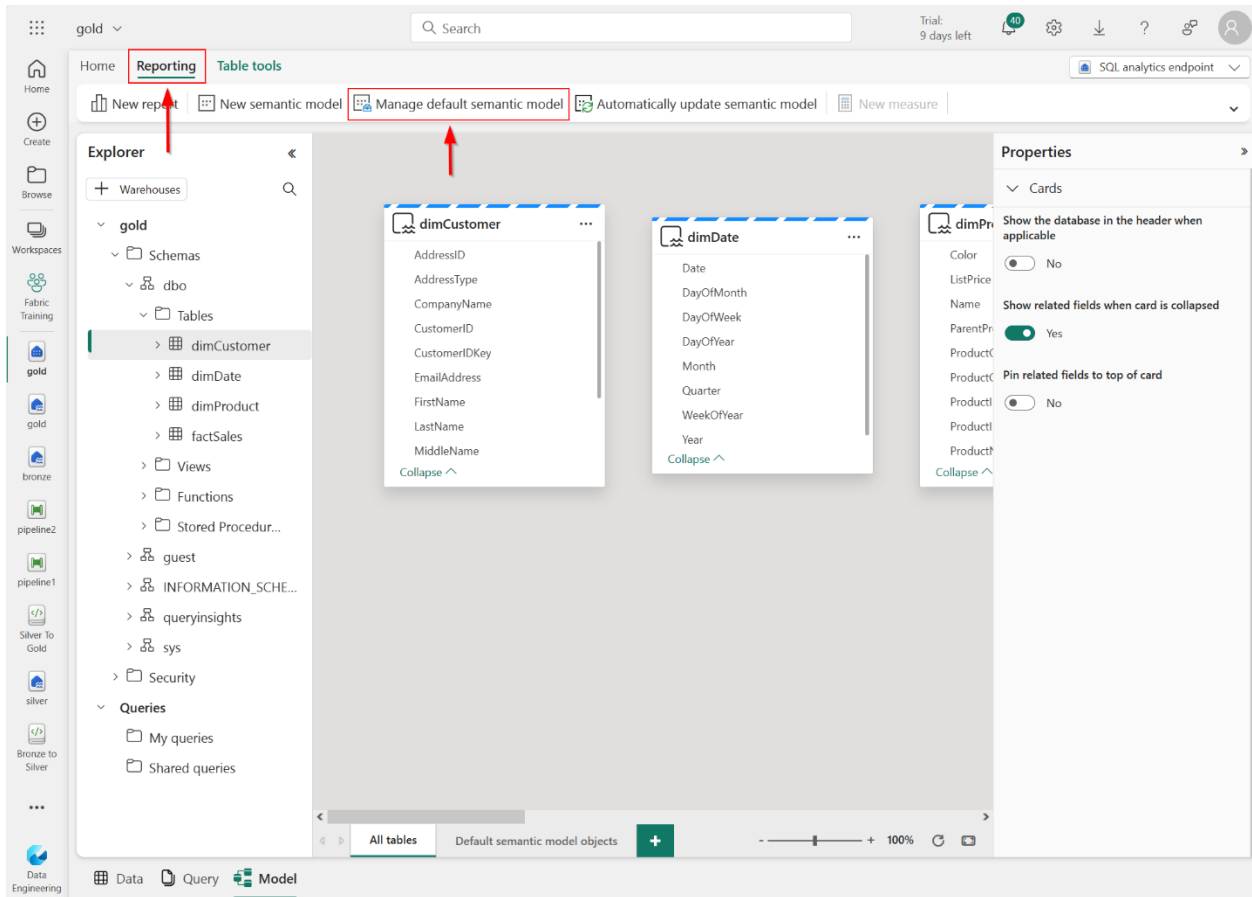 gold
Search
Trial:
9 days left
40
?
Home
Create
Browse
Workspaces
Fabric
Training
gold
gold
bronze
pipeline2
pipeline1
Silver To
Gold
silver
Bronze to
Silver
Data
Engineering
Home Reporting Table tools
SQL analytics endpoint
New report New semantic model Manage default semantic model Automatically update semantic model New measure
Explorer
Warehouses
gold
Schemas
dbo
Tables
dimCustomer
dimDate
dimProduct
factSales
Views
Functions
Stored Procedur...
guest
INFORMATION_SCHE...
queryinsights
sys
Security
Queries
My queries
Shared queries
dimCustomer
AddressID
AddressType
CompanyName
CustomerID
CustomerIDKey
EmailAddress
FirstName
LastName
MiddleName
Collapse
dimDate
Date
DayOfMonth
DayOfWeek
DayOfYear
Month
Quarter
WeekOfYear
Year
Collapse
dimPr
Color
ListPrice
Name
ParentPr
Product
Product
ProductI
ProductI
Product
Collapse
Properties
Cards
Show the database in the header when
applicable
No
Show related fields when card is collapsed
Yes
Pin related fields to top of card
No
All tables Default semantic model objects + - + 100%
Data Query Model